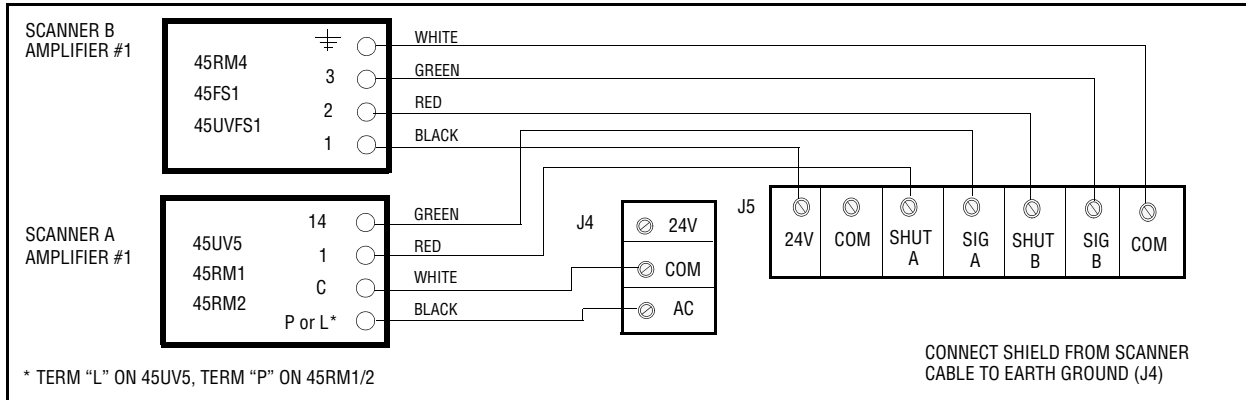 SCANNER B
AMPLIFIER #1
45RM4
45FS1
45UVFS1
3
2
1
WHITE
GREEN
RED
BLACK
SCANNER A
AMPLIFIER #1
45UV5
45RM1
45RM2
14
1
C
P or L*
GREEN
RED
WHITE
BLACK
J4
24V
COM
AC
J5
24V
COM
SHUT
A
SIG
A
SHUT
B
SIG
B
COM
* TERM “L” ON 45UV5, TERM “P” ON 45RM1/2
CONNECT SHIELD FROM SCANNER
CABLE TO EARTH GROUND (J4)